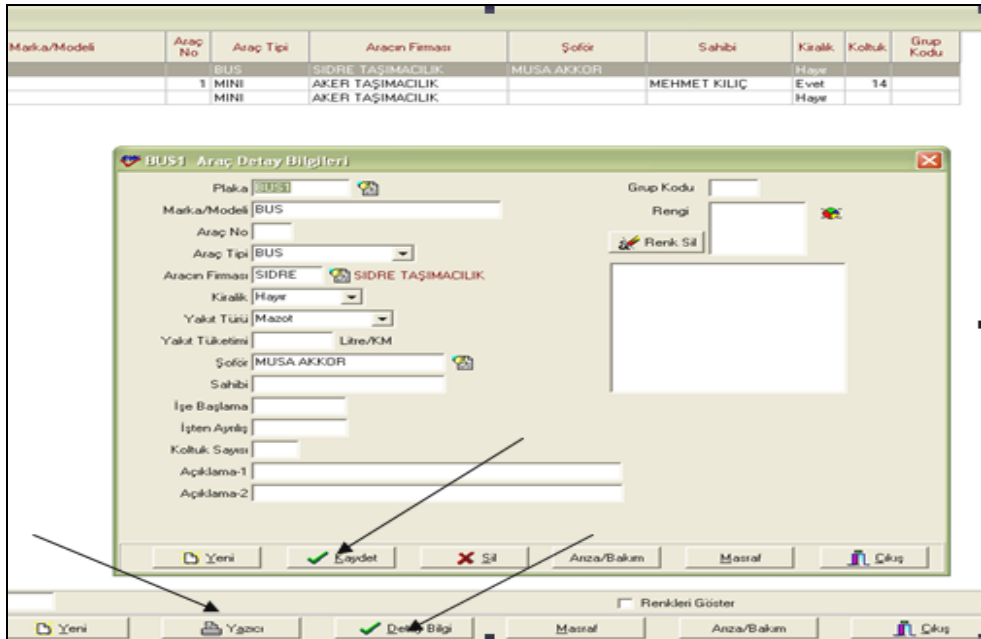 Marka/Modeli Araç No Araç Tipi Aracın Firması Şoför Sahibi Kiralık Koltuk Grup Kodu
BUS SIDRE TAŞIMACILIK MUSA AKKOR Hayır
1 MINI AKER TAŞIMACILIK MEHMET KILIÇ Evet 14
MINI AKER TAŞIMACILIK Hayır
BUS1 Araç Detay Bilgileri
Plaka BUS1 Grup Kodu
Marka/Modeli BUS Rengi
Araç No
Renk Sil
Araç Tipi BUS
Aracın Firması SIDRE SIDRE TAŞIMACILIK
Kiralık Hayır
Yakıt Türü Mazot
Yakıt Tüketimi Litre/KM
Şoför MUSA AKKOR
Sahibi
İşe Başlama
İşten Ayrılış
Koltuk Sayısı
Açıklama-1
Açıklama-2
Yeni Kaydet Sil Arıza/Bakım Masraf Çıkış
Renkleri Göster
Yeni Yazıcı Detay Bilgi Masraf Arıza/Bakım Çıkış